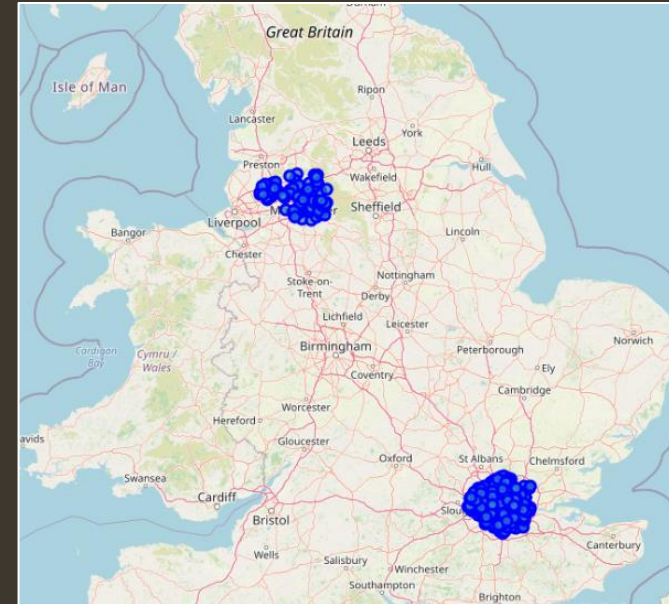 Great Britain
Isle of Man
Ripon
Lancaster
York
Leeds
Preston
Hull
Wakefield
Liverpool
Sheffield
Bangor
Lincoln
Chester
Stoke-on-
Trent
Nottingham
Derby
Lichfield
Norwich
Leicester
Birmingham
Peterborough
Cardigan
Bay
Cymru /
Wales
Ely
Coventry
Cambridge
Worcester
Hereford
Gloucester
avids
Oxford
St Albans
Chelmsford
Swansea
Cardiff
Bristol
Canterbury
Wells
Salisbury
Winchester
Southampton
Brighton